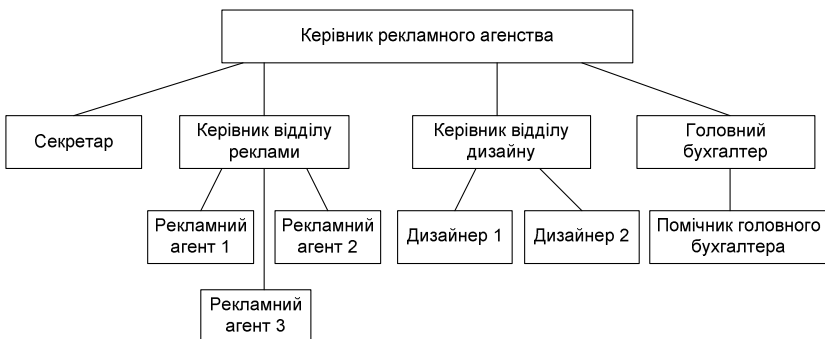 Керівник рекламного агенства
Секретар
Керівник відділу
реклами
Керівник відділу
дизайну
Головний
бухгалтер
Рекламний
агент 1
Рекламний
агент 2
Дизайнер 1
Дизайнер 2
Помічник головного
бухгалтера
Рекламний
агент 3